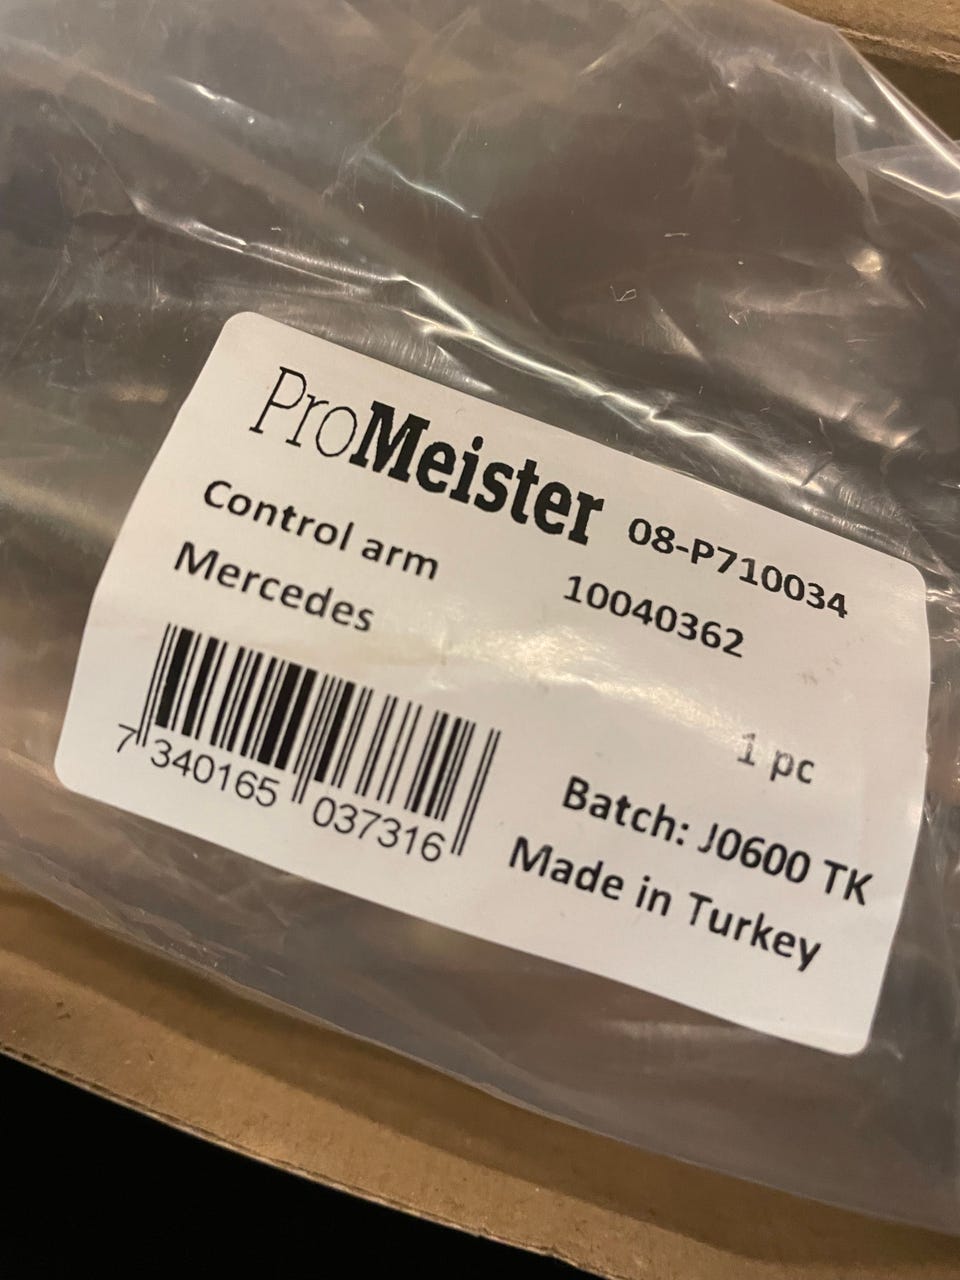 ProMeister 08-P710034
Control arm 10040362
Mercedes
1 pc
7 340165 037316
Batch: J0600 TK
Made in Turkey